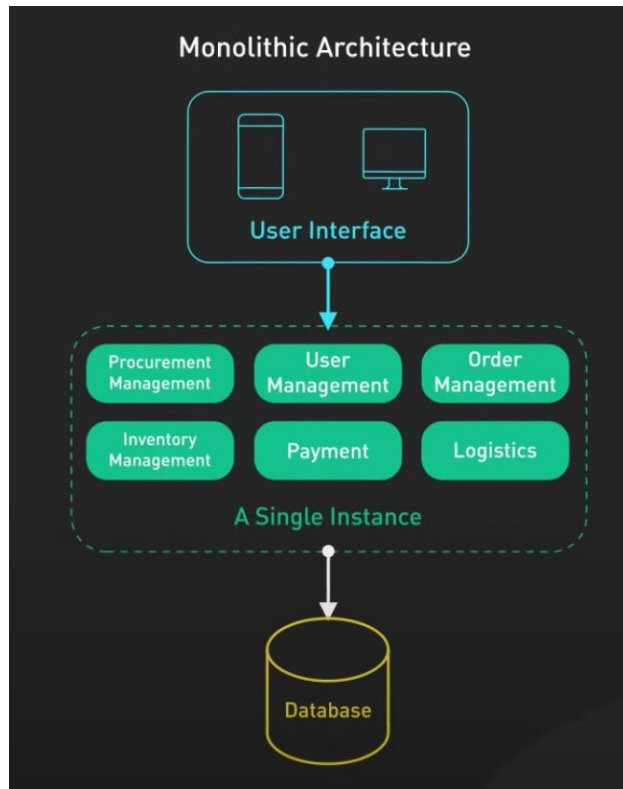 Monolithic Architecture
User Interface
Procurement
Management
User
Management
Order
Management
Inventory
Management
Payment
Logistics
A Single Instance
Database